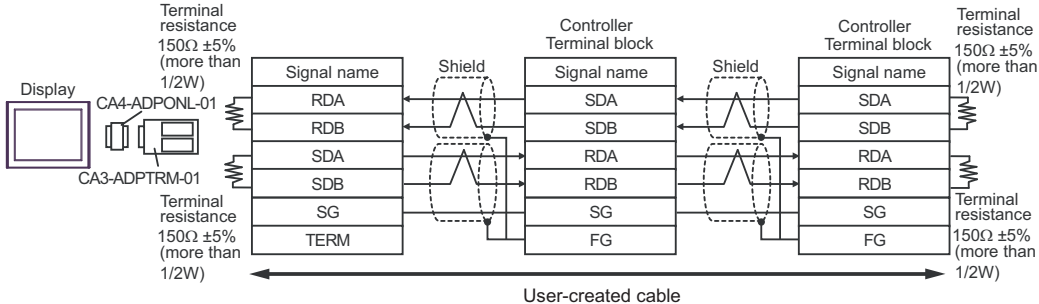 Terminal
resistance
150Ω ±5%
(more than
1/2W)
Display
CA4-ADPONL-01
CA3-ADPTRM-01
Terminal
resistance
150Ω ±5%
(more than
1/2W)
Signal name
RDA
RDB
SDA
SDB
SG
TERM
Shield
Controller
Terminal block
Signal name
SDA
SDB
RDA
RDB
SG
FG
Shield
Controller
Terminal block
Signal name
SDA
SDB
RDA
RDB
SG
FG
Terminal
resistance
150Ω ±5%
(more than
1/2W)
Terminal
resistance
150Ω ±5%
(more than
1/2W)
User-created cable